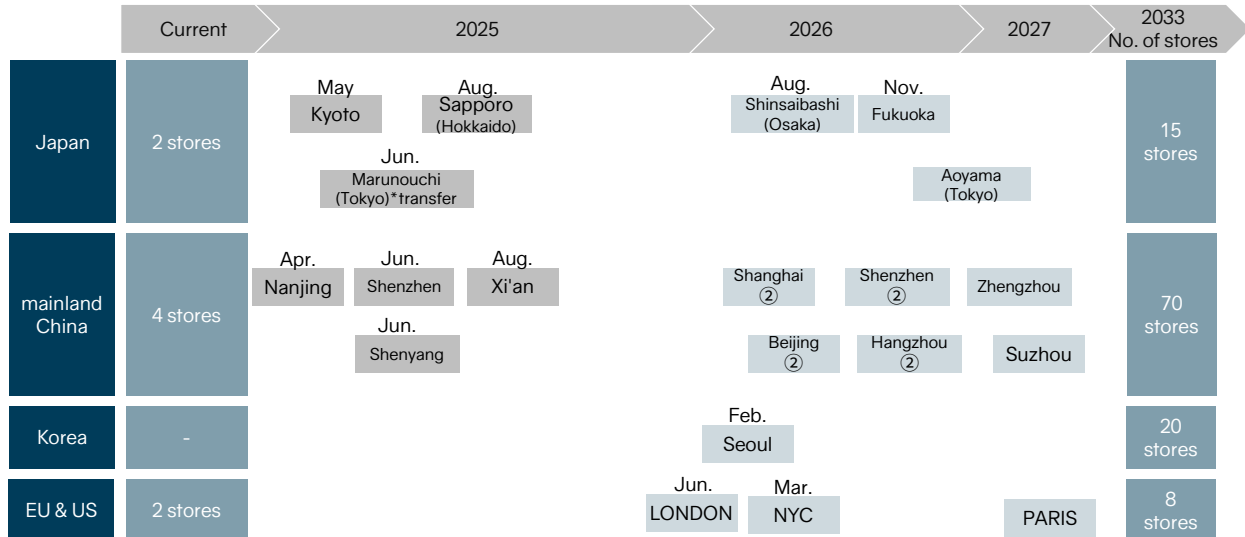 Current
2025
2026
2027
2033
No. of stores
Japan
2 stores
May
Kyoto
Aug.
Sapporo
(Hokkaido)
Jun.
Marunouchi
(Tokyo)*transfer
Aug.
Shinsaibashi
(Osaka)
Nov.
Fukuoka
Aoyama
(Tokyo)
15
stores
mainland
China
4 stores
Apr.
Nanjing
Jun.
Shenzhen
Aug.
Xi'an
Jun.
Shenyang
Shanghai
②
Shenzhen
②
Zhengzhou
Beijing
②
Hangzhou
②
Suzhou
70
stores
Korea
-
Feb.
Seoul
20
stores
EU & US
2 stores
Jun.
LONDON
Mar.
NYC
PARIS
8
stores